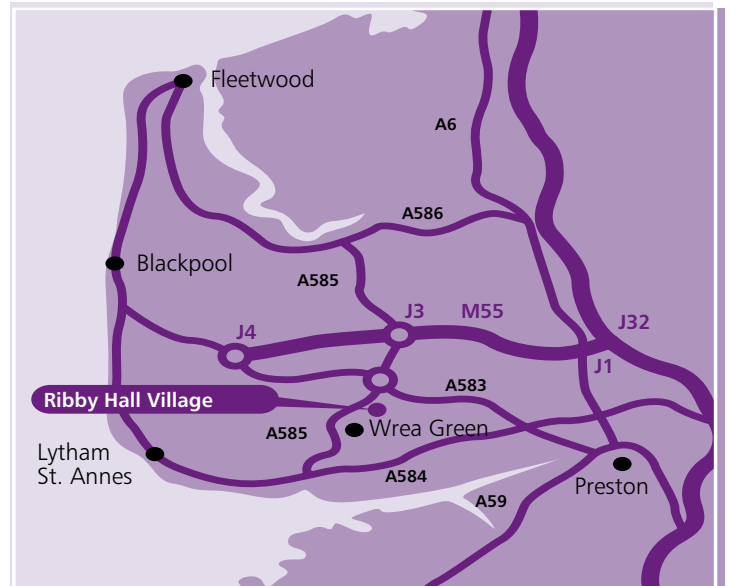 Fleetwood
A6
A586
Blackpool
A585
J3
M55
J4
J32
J1
A583
Ribby Hall Village
A585
Wrea Green
Lytham
St. Annes
A584
A59
Preston